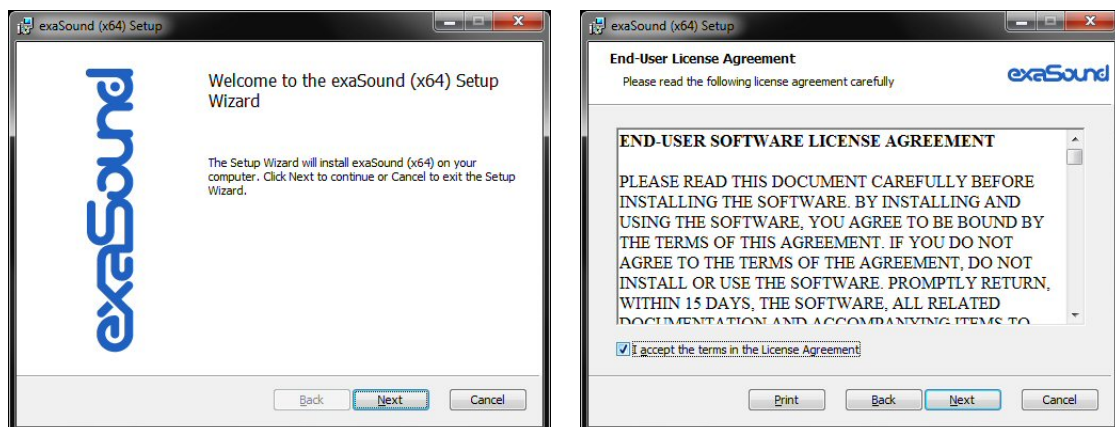 exaSound (x64) Setup
exaSound
Welcome to the exaSound (x64) Setup
Wizard
The Setup Wizard will install exaSound (x64) on your
computer. Click Next to continue or Cancel to exit the Setup
Wizard.
Back Next Cancel
exaSound (x64) Setup
End-User License Agreement
Please read the following license agreement carefully
exaSound
END-USER SOFTWARE LICENSE AGREEMENT
PLEASE READ THIS DOCUMENT CAREFULLY BEFORE
INSTALLING THE SOFTWARE. BY INSTALLING AND
USING THE SOFTWARE, YOU AGREE TO BE BOUND BY
THE TERMS OF THIS AGREEMENT. IF YOU DO NOT
AGREE TO THE TERMS OF THE AGREEMENT, DO NOT
INSTALL OR USE THE SOFTWARE. PROMPTLY RETURN,
WITHIN 15 DAYS, THE SOFTWARE, ALL RELATED
DOCUMENTATION AND ACCOMPANYING ITEMS TO
I accept the terms in the License Agreement
Print Back Next Cancel